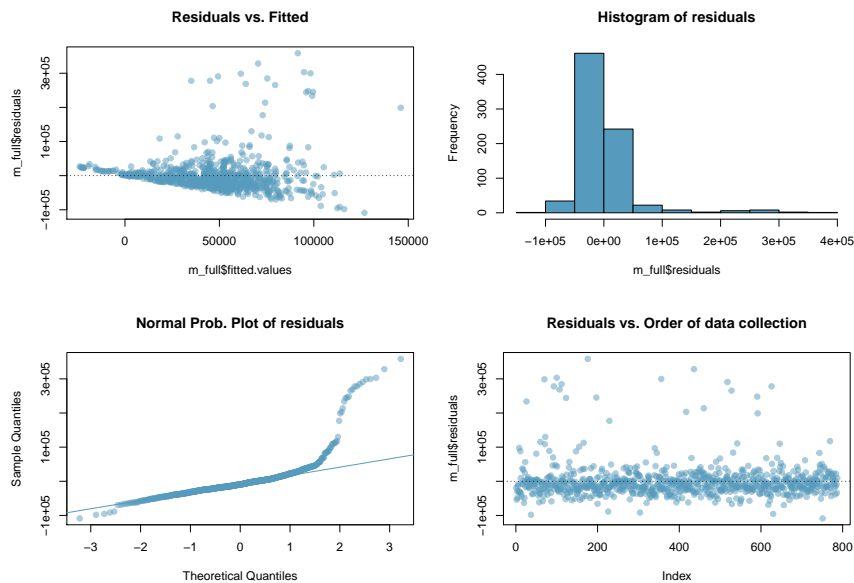 Residuals vs. Fitted
m_full$residuals
−1e+05 1e+05 3e+05
0 50000 100000 150000
m_full$fitted.values
Histogram of residuals
Frequency
0 100 200 300 400
−1e+05 0e+00 1e+05 2e+05 3e+05 4e+05
m_full$residuals
Normal Prob. Plot of residuals
Sample Quantiles
−1e+05 1e+05 3e+05
−3 −2 −1 0 1 2 3
Theoretical Quantiles
Residuals vs. Order of data collection
m_full$residuals
−1e+05 1e+05 3e+05
0 200 400 600 800
Index